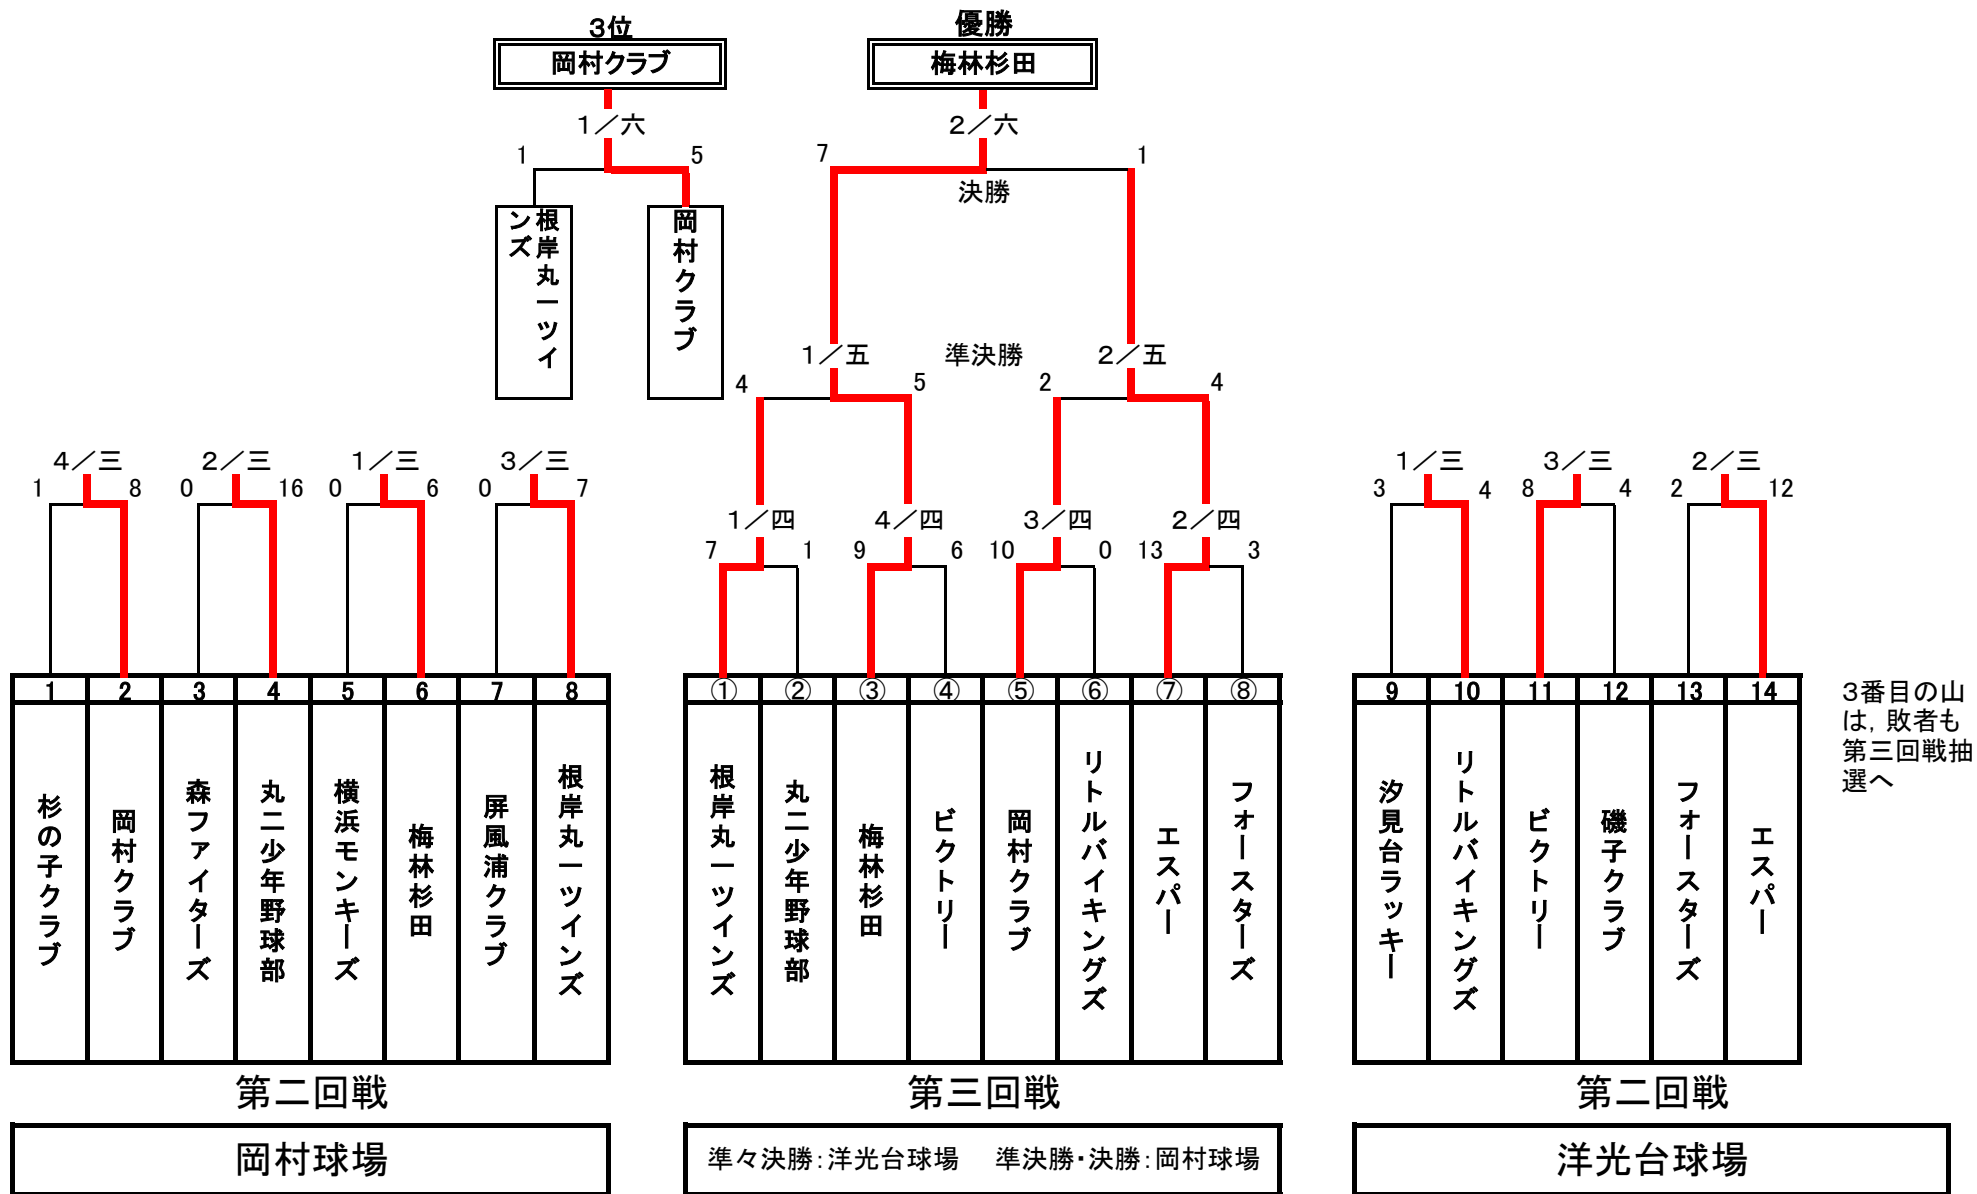 3位
優勝
岡村クラブ
梅林杉田
1／六
2／六
1
5
7
1
決勝
根岸丸一ツインズ
岡村クラブ
1／五
準決勝
2／五
4
5
2
4
4／三
2／三
1／三
3／三
1
8
0
16
0
6
0
7
1／四
4／四
3／四
2／四
7
1
9
6
10
0
13
3
1／三
3／三
2／三
3
4
8
4
2
12
1
2
3
4
5
6
7
8
杉の子クラブ
岡村クラブ
森ファイターズ
丸二少年野球部
横浜モンキーズ
梅林杉田
屏風浦クラブ
根岸丸一ツインズ
①
②
③
④
⑤
⑥
⑦
⑧
根岸丸一ツインズ
丸二少年野球部
梅林杉田
ビクトリー
岡村クラブ
リトルバイキングズ
エスパー
フォースターズ
9
10
11
12
13
14
汐見台ラッキー
リトルバイキングズ
ビクトリー
磯子クラブ
フォースターズ
エスパー
3番目の山
は，敗者も
第三回戦抽
選へ
第二回戦
第三回戦
第二回戦
岡村球場
準々決勝：洋光台球場　準決勝・決勝：岡村球場
洋光台球場